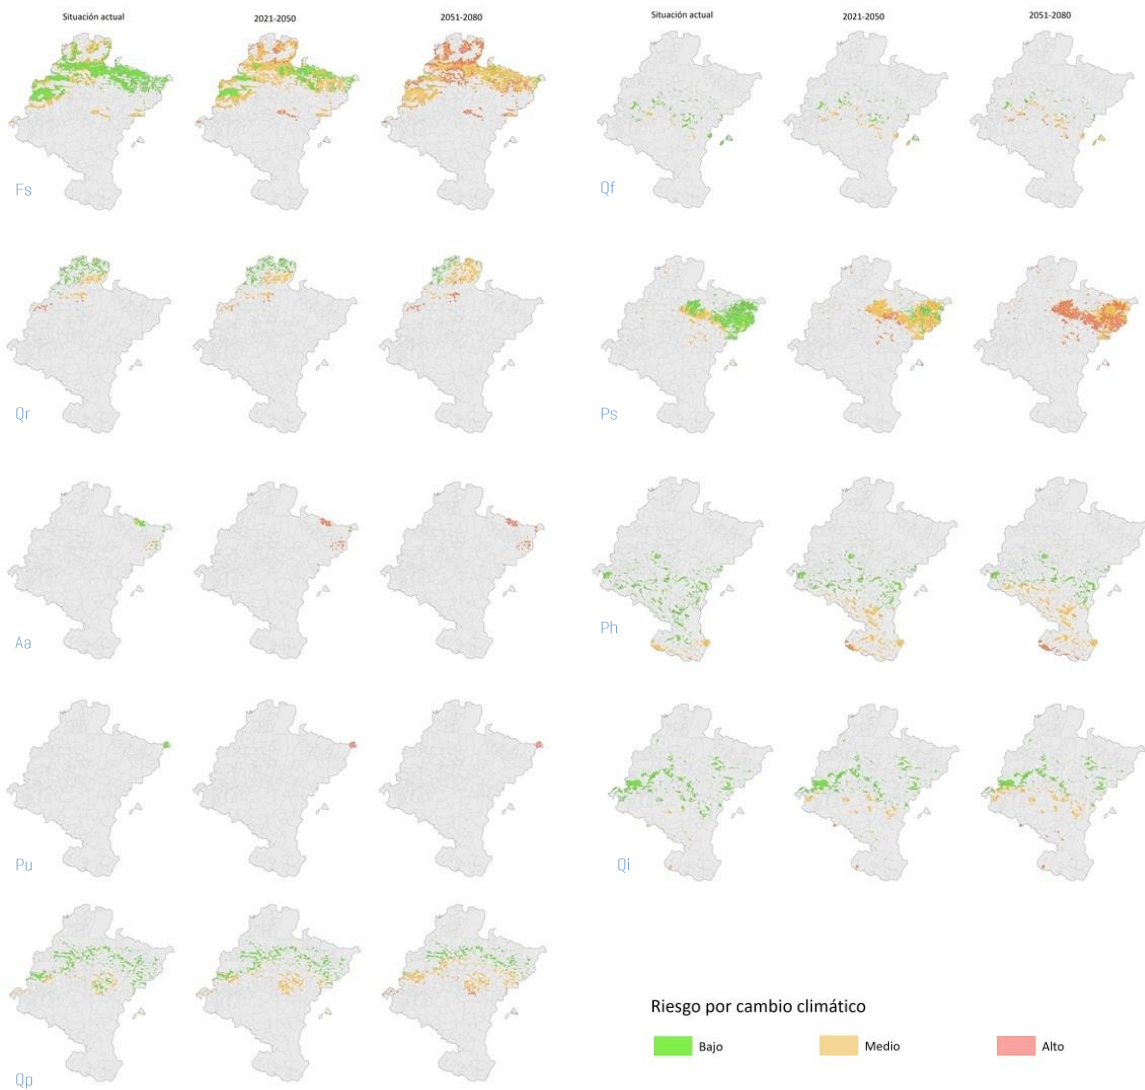 Situación actual 2021-2050 2051-2080
Situación actual 2021-2050 2051-2080
Fs
Qf
Qr
Ps
Aa
Ph
Pu
Qi
Qp
Riesgo por cambio climático
Bajo Medio Alto